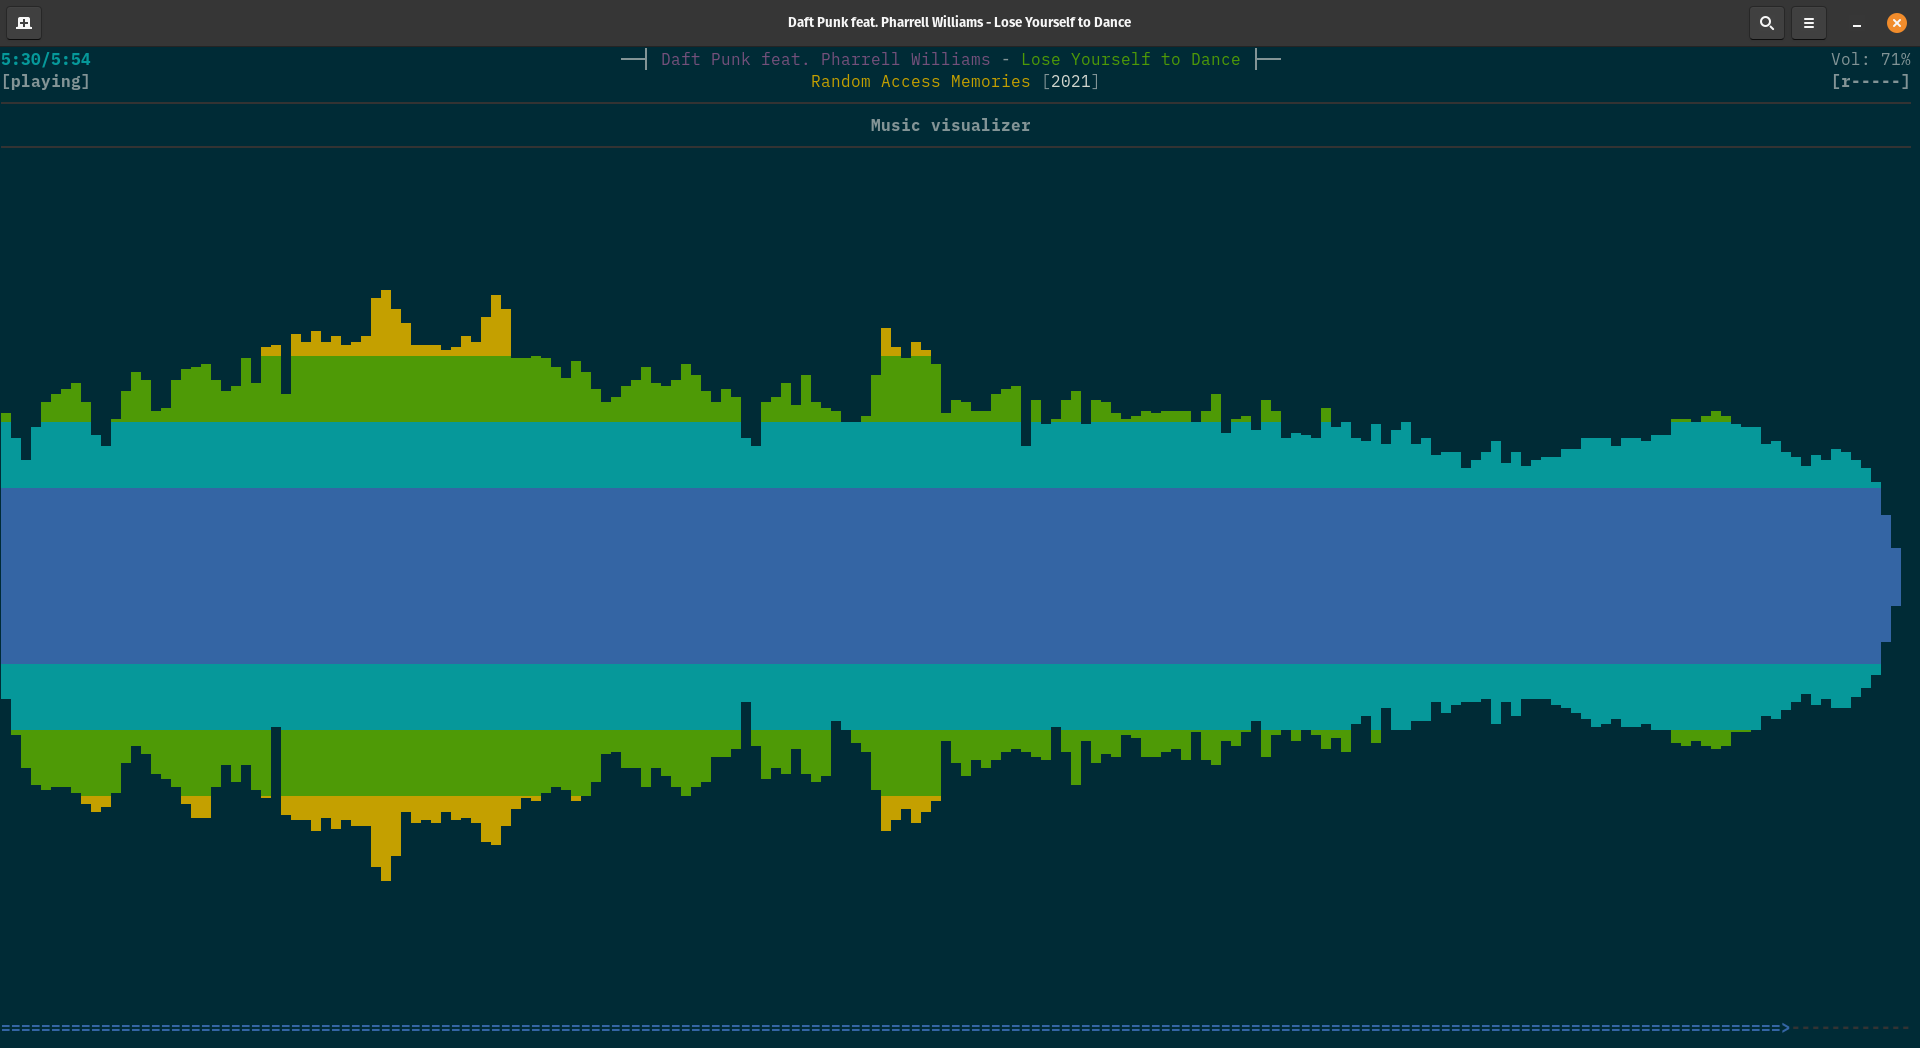 Daft Punk feat. Pharrell Williams - Lose Yourself to Dance
5:30/5:54
Daft Punk feat. Pharrell Williams - Lose Yourself to Dance
Vol: 71%
[playing]
Random Access Memories [2021]
[r-----]
Music visualizer